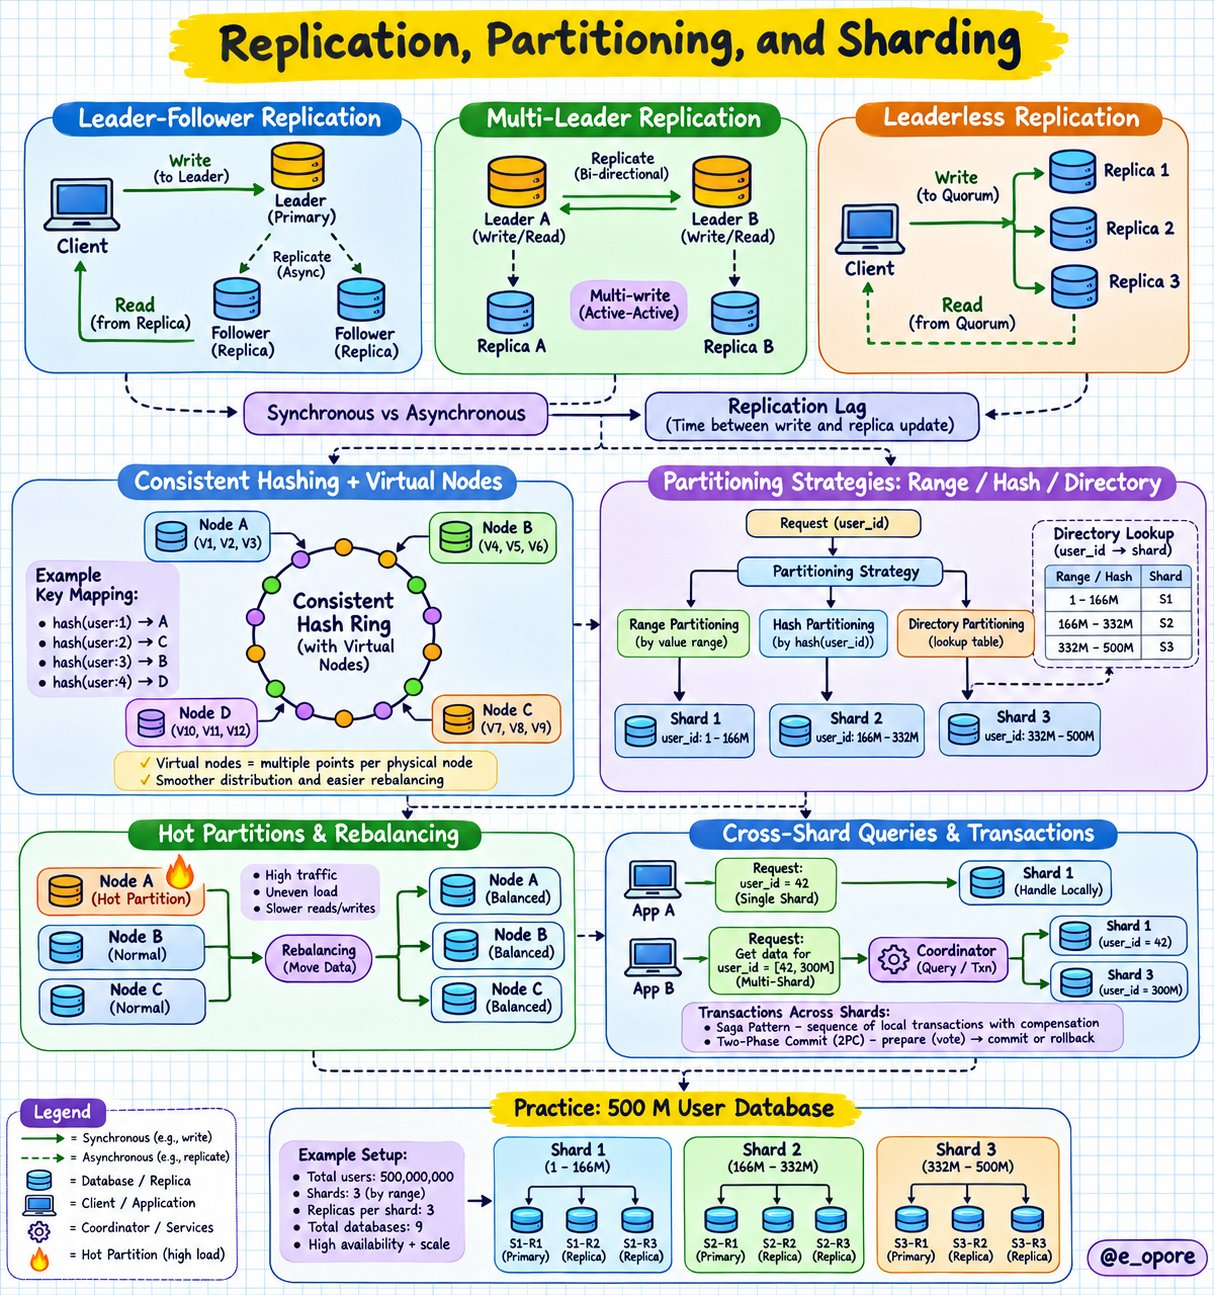 Replication, Partitioning, and Sharding
Leader-Follower Replication
Write
(to Leader)
Leader
(Primary)
Client
Replicate
(Async)
Read
(from Replica)
Follower
(Replica)
Follower
(Replica)
Multi-Leader Replication
Replicate
(Bi-directional)
Leader A
(Write/Read)
Leader B
(Write/Read)
Multi-write
(Active-Active)
Replica A
Replica B
Leaderless Replication
Write
(to Quorum)
Replica 1
Replica 2
Client
Replica 3
Read
(from Quorum)
Synchronous vs Asynchronous
Replication Lag
(Time between write and replica update)
Consistent Hashing + Virtual Nodes
Node A
(V1, V2, V3)
Node B
(V4, V5, V6)
Example
Key Mapping:
• hash(user:1) → A
• hash(user:2) → C
• hash(user:3) → B
• hash(user:4) → D
Consistent
Hash Ring
(with Virtual
Nodes)
Node D
(V10, V11, V12)
Node C
(V7, V8, V9)
✓ Virtual nodes = multiple points per physical node
✓ Smoother distribution and easier rebalancing
Partitioning Strategies: Range / Hash / Directory
Request (user_id)
Partitioning Strategy
Range Partitioning
(by value range)
Hash Partitioning
(by hash(user_id))
Directory Partitioning
(lookup table)
Directory Lookup
(user_id → shard)
Range / Hash Shard
1 – 166M S1
166M – 332M S2
332M – 500M S3
Shard 1
user_id: 1 – 166M
Shard 2
user_id: 166M – 332M
Shard 3
user_id: 332M – 500M
Hot Partitions & Rebalancing
Node A
(Hot Partition)
Node B
(Normal)
Node C
(Normal)
• High traffic
• Uneven load
• Slower reads/writes
Rebalancing
(Move Data)
Node A
(Balanced)
Node B
(Balanced)
Node C
(Balanced)
Cross-Shard Queries & Transactions
App A
Request:
user_id = 42
(Single Shard)
Shard 1
(Handle Locally)
App B
Request:
Get data for
user_id = [42, 300M]
(Multi-Shard)
Coordinator
(Query / Txn)
Shard 1
(user_id = 42)
Shard 3
(user_id = 300M)
Transactions Across Shards:
• Saga Pattern – sequence of local transactions with compensation
• Two-Phase Commit (2PC) – prepare (vote) → commit or rollback
Legend
= Synchronous (e.g., write)
= Asynchronous (e.g., replicate)
= Database / Replica
= Client / Application
= Coordinator / Services
= Hot Partition (high load)
Practice: 500 M User Database
Example Setup:
• Total users: 500,000,000
• Shards: 3 (by range)
• Replicas per shard: 3
• Total databases: 9
• High availability + scale
Shard 1
(1 – 166M)
S1-R1
(Primary)
S1-R2
(Replica)
S1-R3
(Replica)
Shard 2
(166M – 332M)
S2-R1
(Primary)
S2-R2
(Replica)
S2-R3
(Replica)
Shard 3
(332M – 500M)
S3-R1
(Primary)
S3-R2
(Replica)
S3-R3
(Replica)
@e_opore